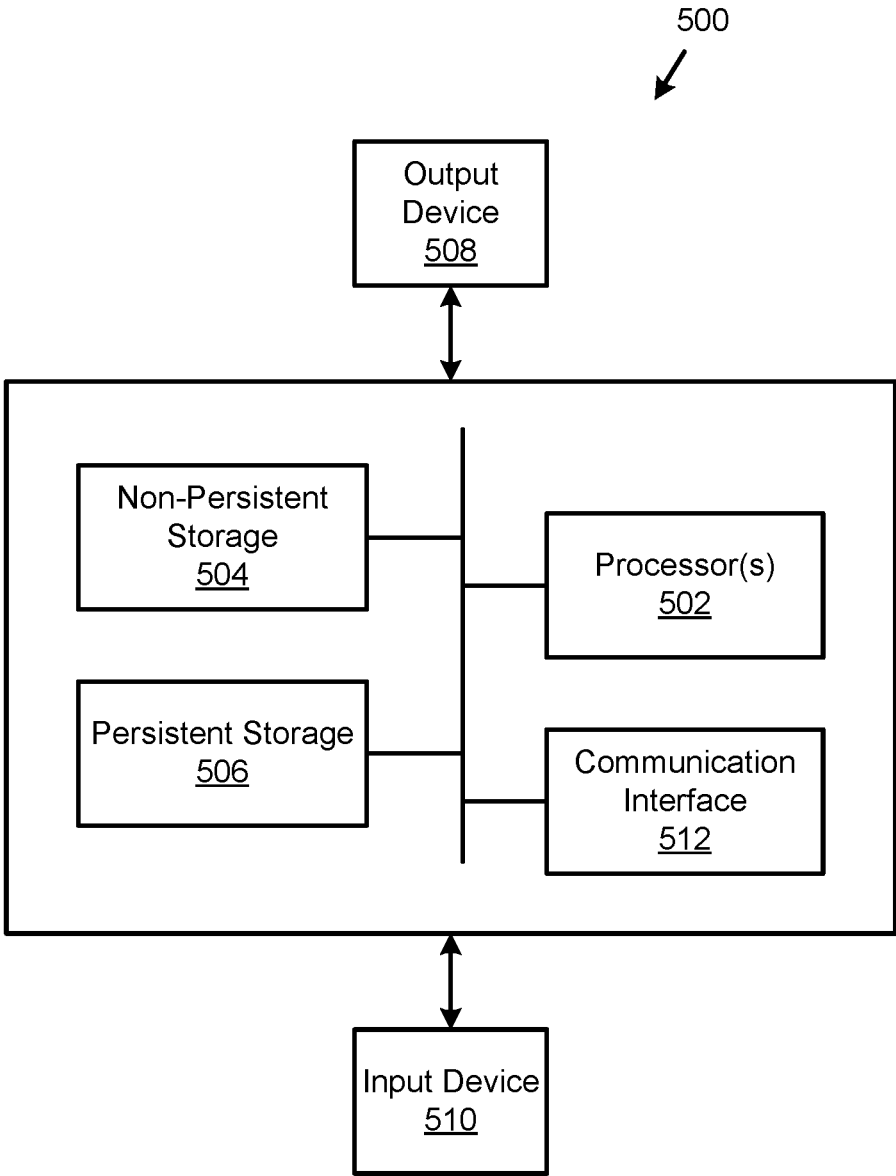 500
Output
Device
508
Non-Persistent
Storage
504
Processor(s)
502
Persistent Storage
506
Communication
Interface
512
Input Device
510